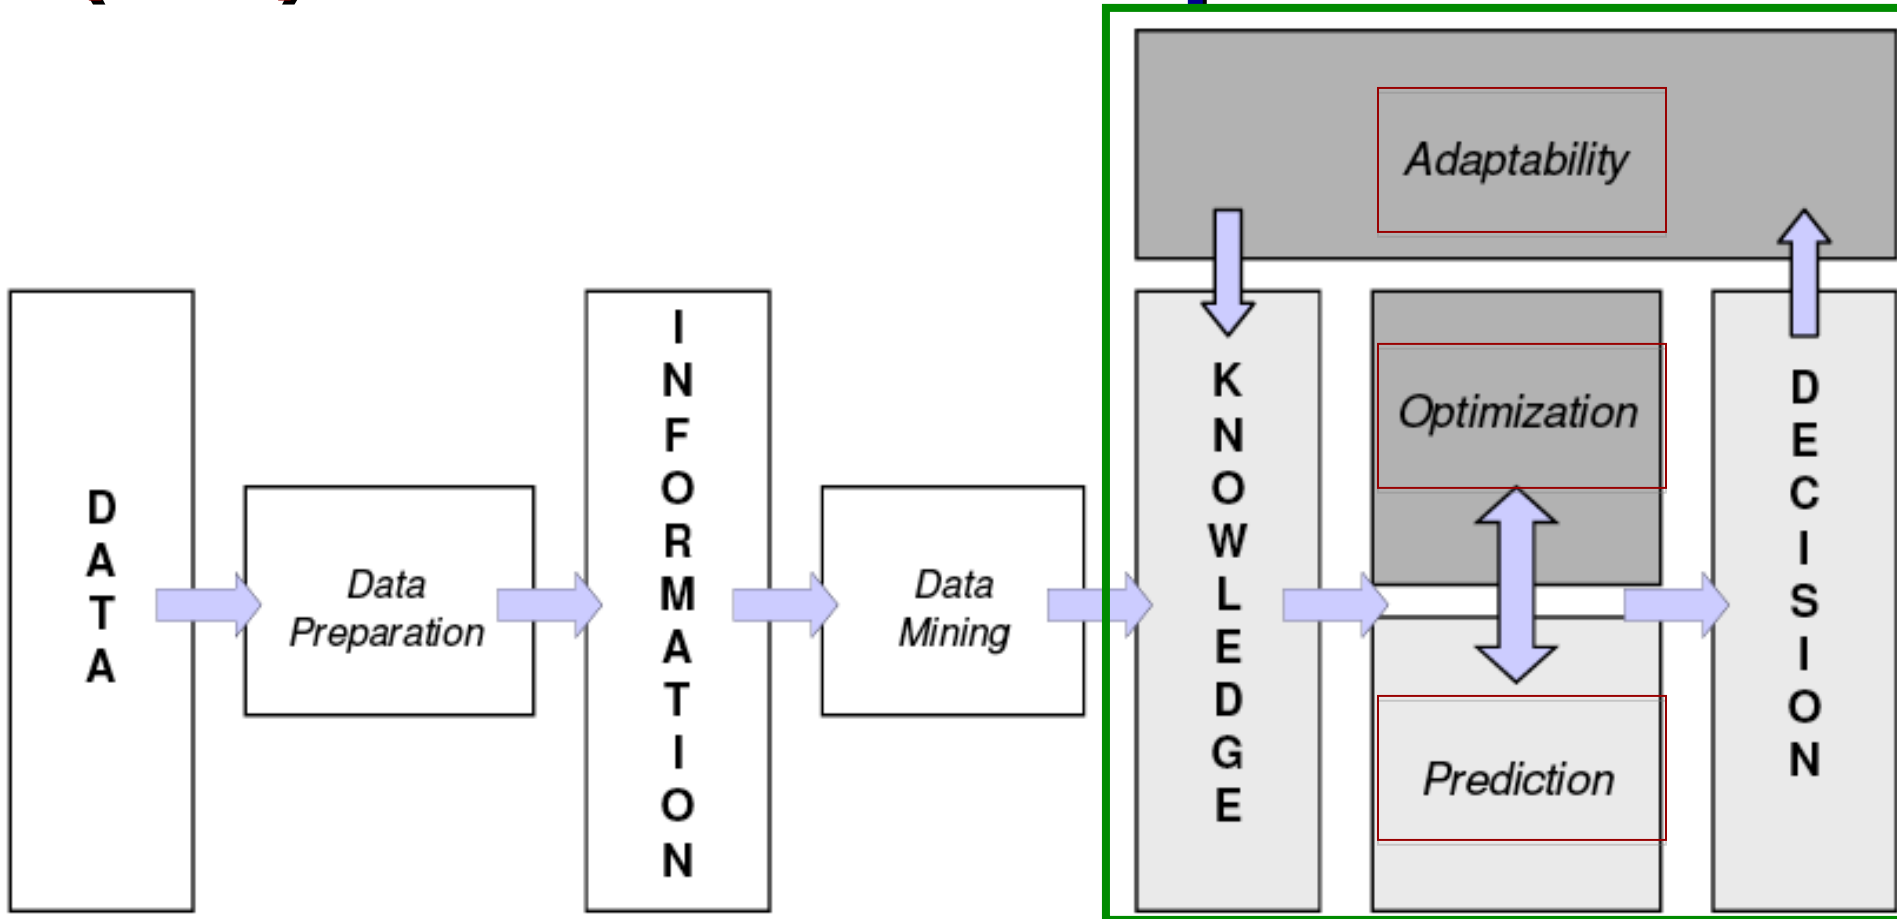 DATA
Data
Preparation
INFORMATION
Data
Mining
KNOWLEDGE
Adaptability
Optimization
Prediction
DECISION